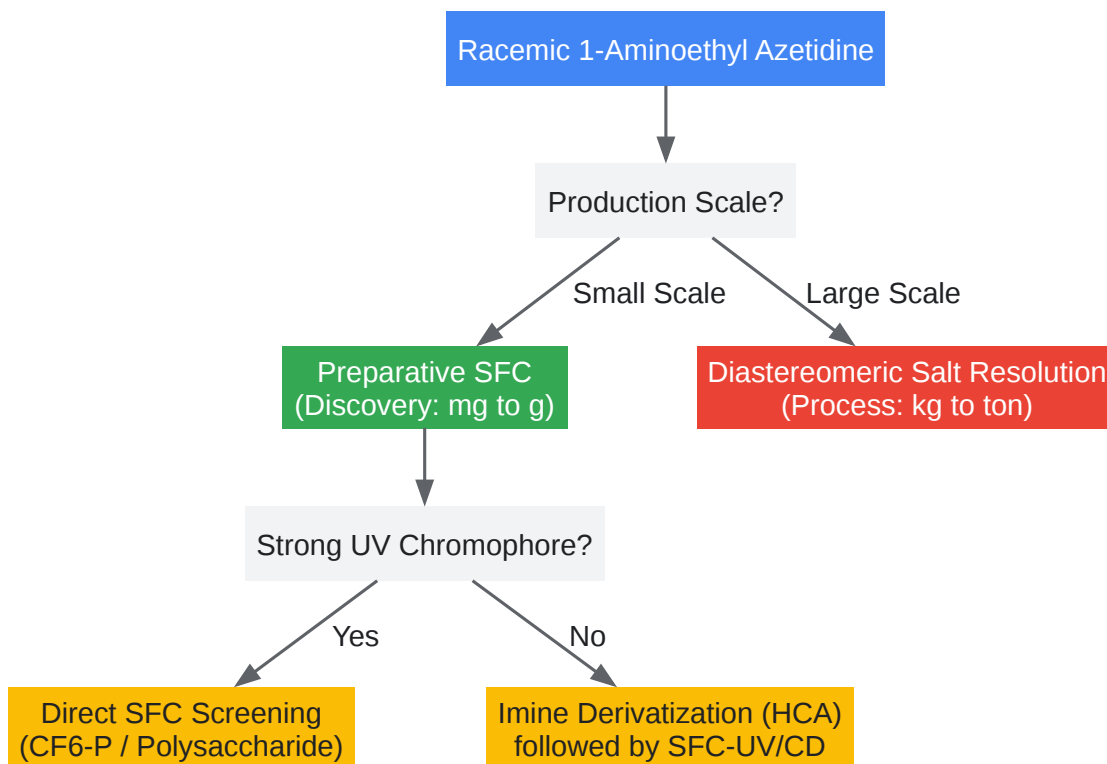 Racemic 1-Aminoethyl Azetidine
Production Scale?
Small Scale
Large Scale
Preparative SFC
(Discovery: mg to g)
Diastereomeric Salt Resolution
(Process: kg to ton)
Strong UV Chromophore?
Yes
No
Direct SFC Screening
(CF6-P / Polysaccharide)
Imine Derivatization (HCA)
followed by SFC-UV/CD